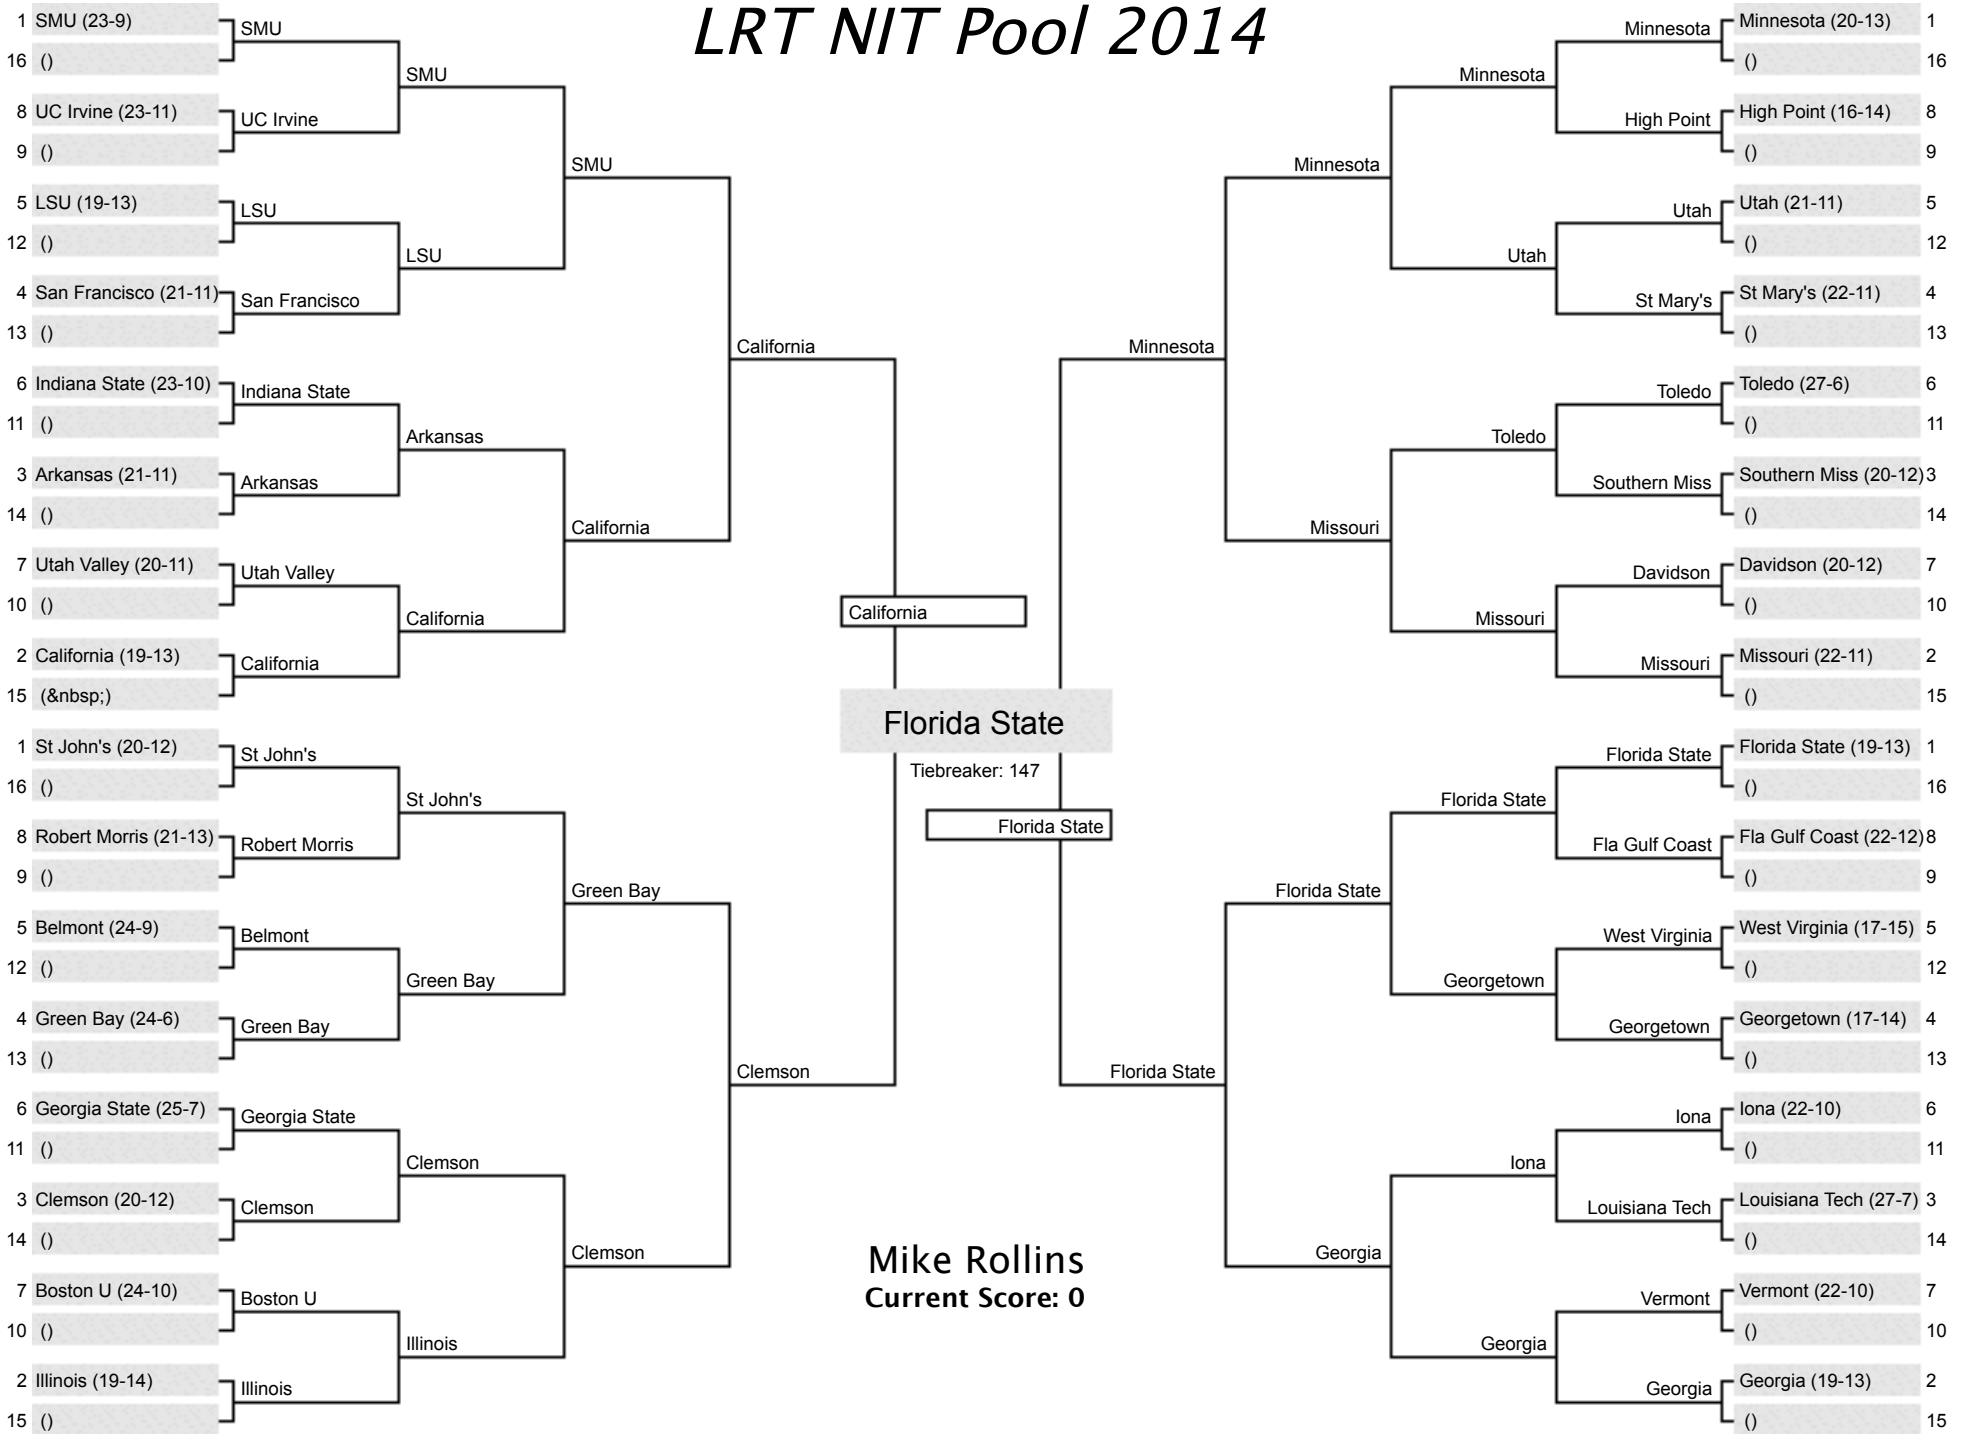 LRT NIT Pool 2014
1 SMU (23-9)
16 ()
8 UC Irvine (23-11)
9 ()
5 LSU (19-13)
12 ()
4 San Francisco (21-11)
13 ()
6 Indiana State (23-10)
11 ()
3 Arkansas (21-11)
14 ()
7 Utah Valley (20-11)
10 ()
2 California (19-13)
15 (&nbsp;)
1 St John's (20-12)
16 ()
8 Robert Morris (21-13)
9 ()
5 Belmont (24-9)
12 ()
4 Green Bay (24-6)
13 ()
6 Georgia State (25-7)
11 ()
3 Clemson (20-12)
14 ()
7 Boston U (24-10)
10 ()
2 Illinois (19-14)
15 ()
SMU
UC Irvine
LSU
San Francisco
Indiana State
Arkansas
Utah Valley
California
St John's
Robert Morris
Belmont
Green Bay
Georgia State
Clemson
Boston U
Illinois
SMU
LSU
Arkansas
California
St John's
Green Bay
Clemson
Illinois
SMU
California
Green Bay
Clemson
California
Clemson
California
Florida State
Tiebreaker: 147
Florida State
Mike Rollins
Current Score: 0
Minnesota
Florida State
Minnesota
Missouri
Florida State
Georgia
Minnesota
Utah
Toledo
Missouri
Florida State
Georgetown
Iona
Georgia
Minnesota
High Point
Utah
St Mary's
Toledo
Southern Miss
Davidson
Missouri
Florida State
Fla Gulf Coast
West Virginia
Georgetown
Iona
Louisiana Tech
Vermont
Georgia
Minnesota (20-13) 1
() 16
High Point (16-14) 8
() 9
Utah (21-11) 5
() 12
St Mary's (22-11) 4
() 13
Toledo (27-6) 6
() 11
Southern Miss (20-12) 3
() 14
Davidson (20-12) 7
() 10
Missouri (22-11) 2
() 15
Florida State (19-13) 1
() 16
Fla Gulf Coast (22-12) 8
() 9
West Virginia (17-15) 5
() 12
Georgetown (17-14) 4
() 13
Iona (22-10) 6
() 11
Louisiana Tech (27-7) 3
() 14
Vermont (22-10) 7
() 10
Georgia (19-13) 2
() 15